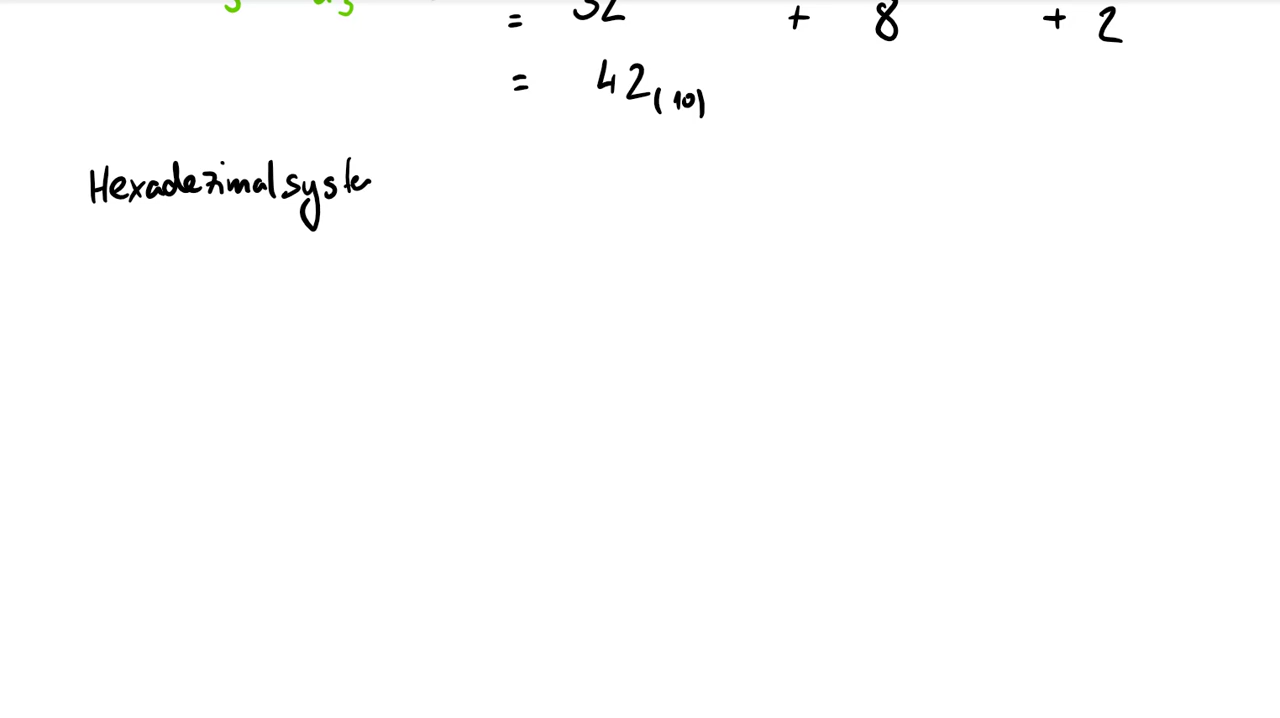 = 32 + 8 + 2
= 42(10)
Hexadezimalsyste